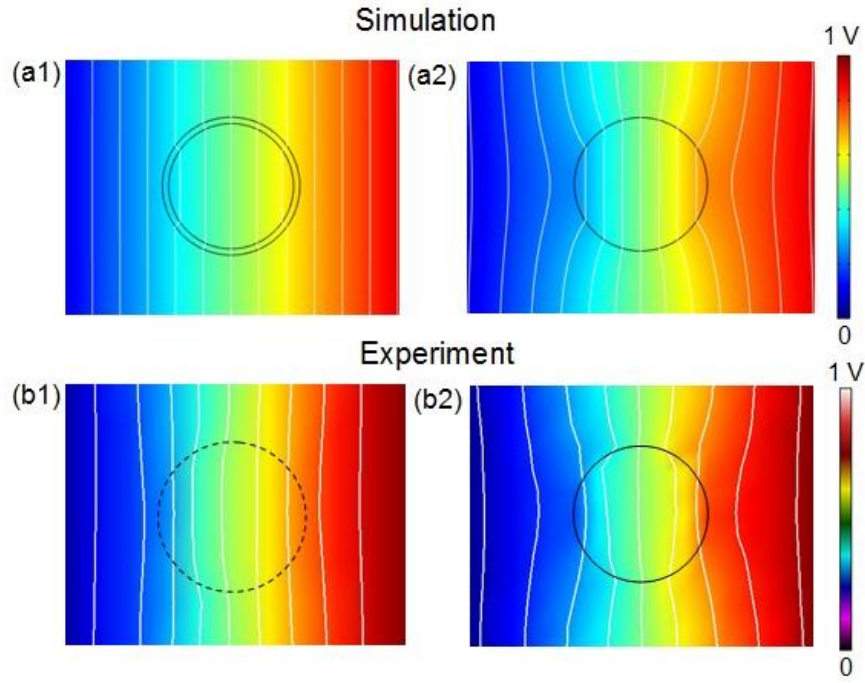 Simulation
(a1)
(a2)
1 V
0
Experiment
(b1)
(b2)
1 V
0